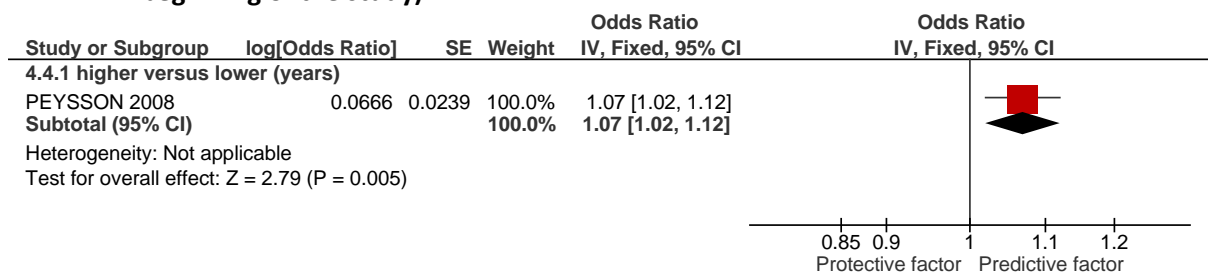 Odds Ratio Odds Ratio
Study or Subgroup log[Odds Ratio] SE Weight IV, Fixed, 95% CI IV, Fixed, 95% CI
4.4.1 higher versus lower (years)
PEYSSON 2008 0.0666 0.0239 100.0% 1.07 [1.02, 1.12]
Subtotal (95% CI) 100.0% 1.07 [1.02, 1.12]
Heterogeneity: Not applicable
Test for overall effect: Z = 2.79 (P = 0.005)
0.85 0.9 1 1.1 1.2
Protective factor Predictive factor